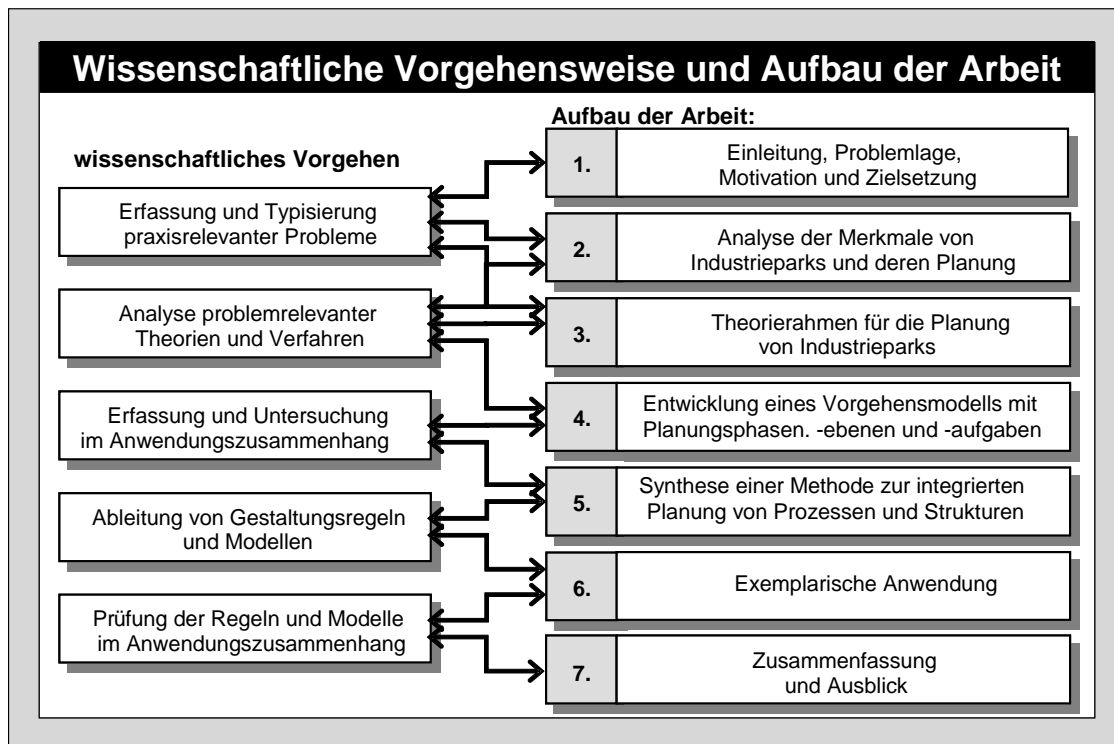 Wissenschaftliche Vorgehensweise und Aufbau der Arbeit
wissenschaftliches Vorgehen
Erfassung und Typisierung
praxisrelevanter Probleme
Analyse problemrelevanter
Theorien und Verfahren
Erfassung und Untersuchung
im Anwendungszusammenhang
Ableitung von Gestaltungsregeln
und Modellen
Prüfung der Regeln und Modelle
im Anwendungszusammenhang
Aufbau der Arbeit:
1.
Einleitung, Problemlage,
Motivation und Zielsetzung
2.
Analyse der Merkmale von
Industrieparks und deren Planung
3.
Theorierahmen für die Planung
von Industrieparks
4.
Entwicklung eines Vorgehensmodells mit
Planungsphasen. -ebenen und -aufgaben
5.
Synthese einer Methode zur integrierten
Planung von Prozessen und Strukturen
6.
Exemplarische Anwendung
7.
Zusammenfassung
und Ausblick